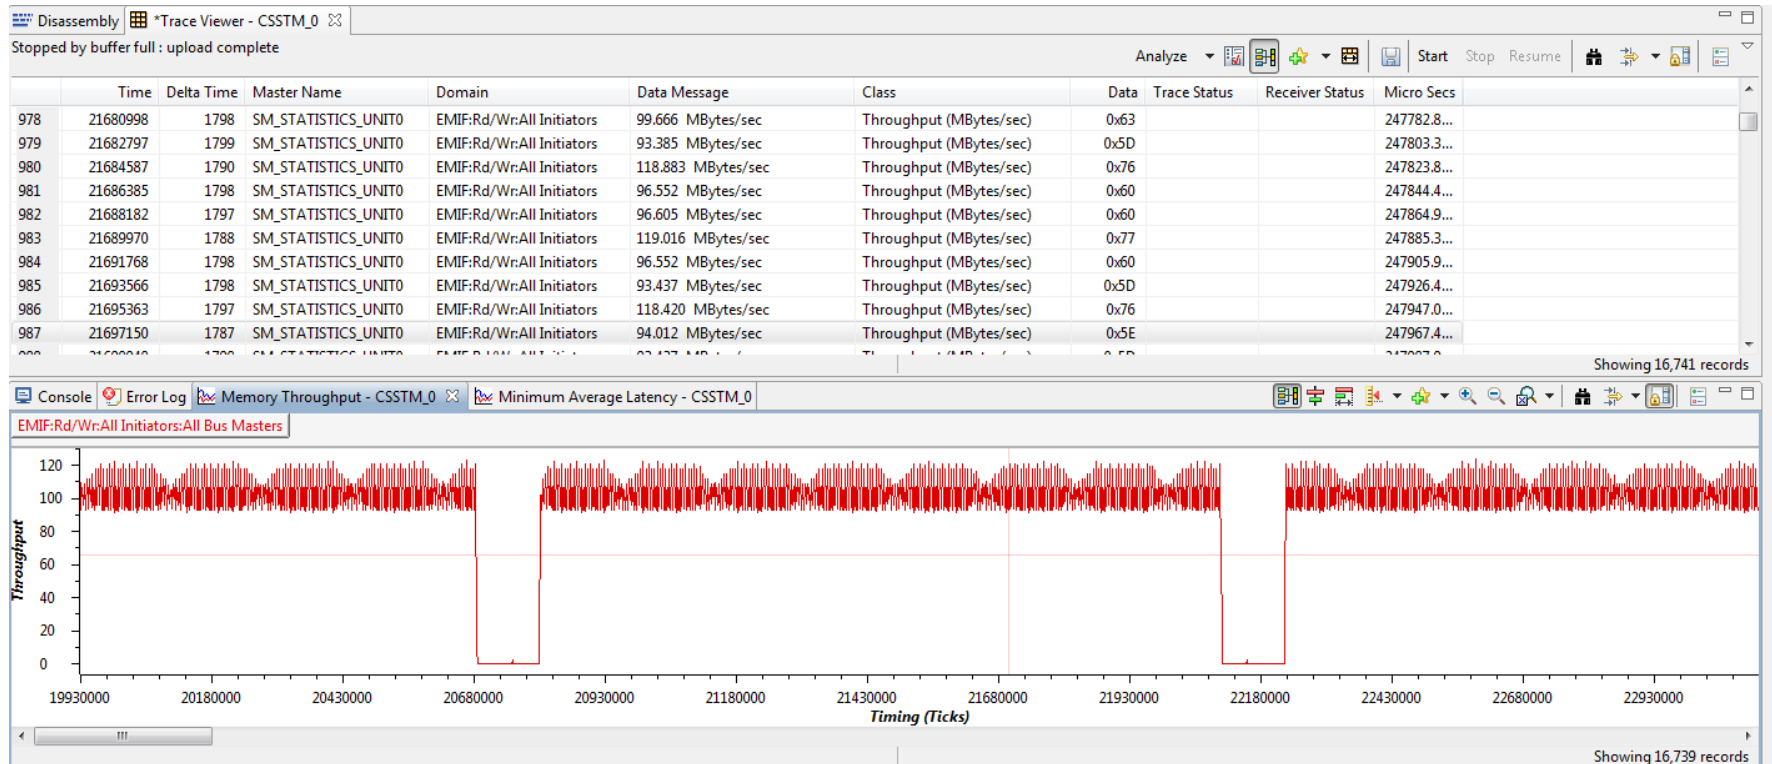 Disassembly *Trace Viewer - CSSTM_0
Stopped by buffer full : upload complete
Analyze Start Stop Resume
Time Delta Time Master Name Domain Data Message Class Data Trace Status Receiver Status Micro Secs
978 21680998 1798 SM_STATISTICS_UNIT0 EMIF:Rd/Wr:All Initiators 99.666 MBytes/sec Throughput (MBytes/sec) 0x63 247782.8...
979 21682797 1799 SM_STATISTICS_UNIT0 EMIF:Rd/Wr:All Initiators 93.385 MBytes/sec Throughput (MBytes/sec) 0x5D 247803.3...
980 21684587 1790 SM_STATISTICS_UNIT0 EMIF:Rd/Wr:All Initiators 118.883 MBytes/sec Throughput (MBytes/sec) 0x76 247823.8...
981 21686385 1798 SM_STATISTICS_UNIT0 EMIF:Rd/Wr:All Initiators 96.552 MBytes/sec Throughput (MBytes/sec) 0x60 247844.4...
982 21688182 1797 SM_STATISTICS_UNIT0 EMIF:Rd/Wr:All Initiators 96.605 MBytes/sec Throughput (MBytes/sec) 0x60 247864.9...
983 21689970 1788 SM_STATISTICS_UNIT0 EMIF:Rd/Wr:All Initiators 119.016 MBytes/sec Throughput (MBytes/sec) 0x77 247885.3...
984 21691768 1798 SM_STATISTICS_UNIT0 EMIF:Rd/Wr:All Initiators 96.552 MBytes/sec Throughput (MBytes/sec) 0x60 247905.9...
985 21693566 1798 SM_STATISTICS_UNIT0 EMIF:Rd/Wr:All Initiators 93.437 MBytes/sec Throughput (MBytes/sec) 0x5D 247926.4...
986 21695363 1797 SM_STATISTICS_UNIT0 EMIF:Rd/Wr:All Initiators 118.420 MBytes/sec Throughput (MBytes/sec) 0x76 247947.0...
987 21697150 1787 SM_STATISTICS_UNIT0 EMIF:Rd/Wr:All Initiators 94.012 MBytes/sec Throughput (MBytes/sec) 0x5E 247967.4...
Showing 16,741 records
Console Error Log Memory Throughput - CSSTM_0 Minimum Average Latency - CSSTM_0
EMIF:Rd/Wr:All Initiators:All Bus Masters
120
100
80
60
40
20
0
Throughput
19930000 20180000 20430000 20680000 20930000 21180000 21430000 21680000 21930000 22180000 22430000 22680000 22930000
Timing (Ticks)
Showing 16,739 records